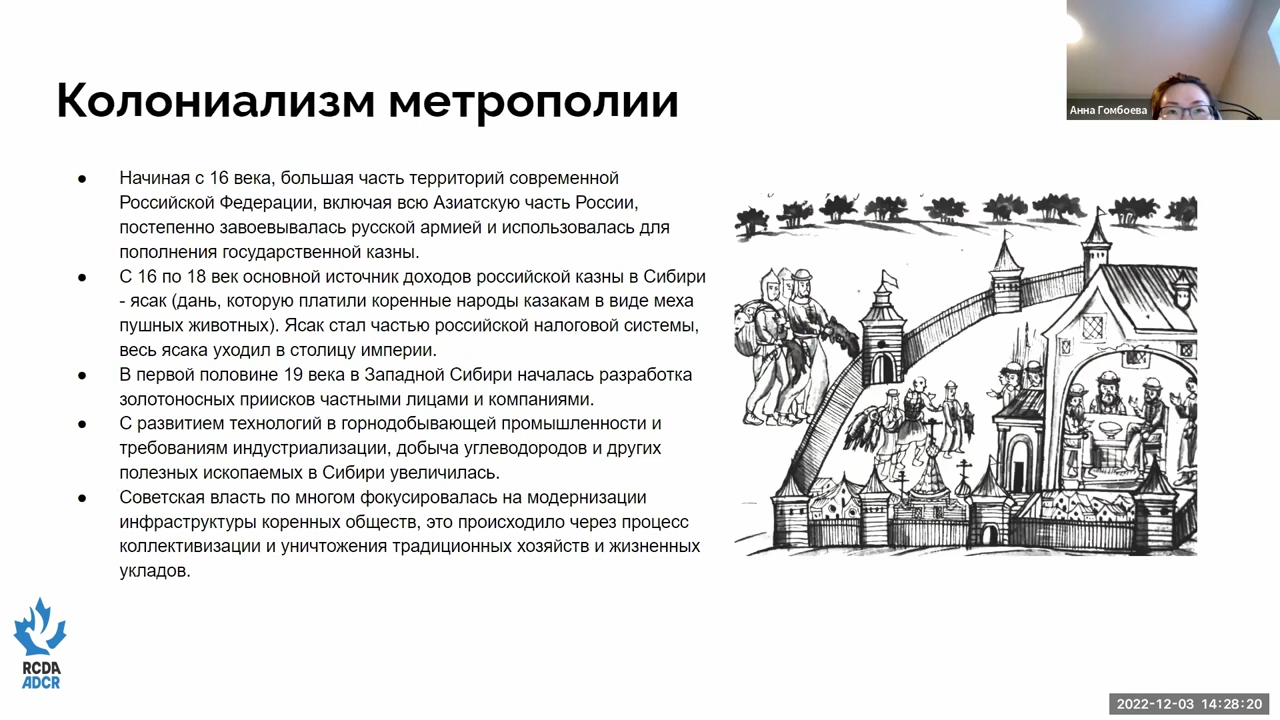 Колониализм метрополии
Анна Гомбоева
● Начиная с 16 века, большая часть территорий современной
Российской Федерации, включая всю Азиатскую часть России,
постепенно завоевывалась русской армией и использовалась для
пополнения государственной казны.
● С 16 по 18 век основной источник доходов российской казны в Сибири
- ясак (дань, которую платили коренные народы казакам в виде меха
пушных животных). Ясак стал частью российской налоговой системы,
весь ясака уходил в столицу империи.
● В первой половине 19 века в Западной Сибири началась разработка
золотоносных приисков частными лицами и компаниями.
● С развитием технологий в горнодобывающей промышленности и
требованиям индустриализации, добыча углеводородов и других
полезных ископаемых в Сибири увеличилась.
● Советская власть по многом фокусировалась на модернизации
инфраструктуры коренных обществ, это происходило через процесс
коллективизации и уничтожения традиционных хозяйств и жизненных
укладов.
RCDA
ADCR
2022-12-03 14:28:20